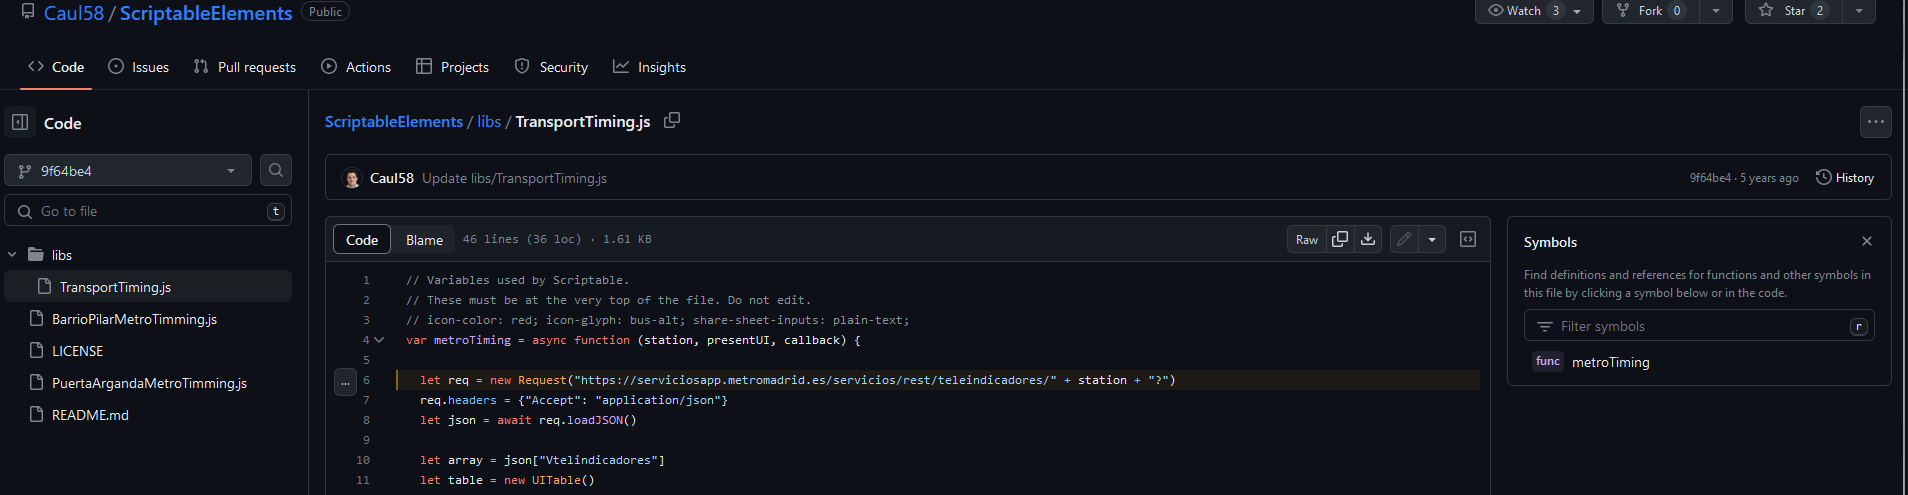 Caul58 / ScriptableElements Public
Watch 3 Fork 0 Star 2
Code Issues Pull requests Actions Projects Security Insights
Code
9f64be4
Go to file t
libs
TransportTiming.js
BarrioPilarMetroTimming.js
LICENSE
PuertaArgandaMetroTimming.js
README.md
ScriptableElements / libs / TransportTiming.js
Caul58 Update libs/TransportTiming.js 9f64be4 · 5 years ago History
Code Blame 46 lines (36 loc) · 1.61 KB Raw
1 // Variables used by Scriptable.
2 // These must be at the very top of the file. Do not edit.
3 // icon-color: red; icon-glyph: bus-alt; share-sheet-inputs: plain-text;
4 var metroTiming = async function (station, presentUI, callback) {
5
6 let req = new Request("https://serviciosapp.metromadrid.es/servicios/rest/teleindicadores/" + station + "?")
7 req.headers = {"Accept": "application/json"}
8 let json = await req.loadJSON()
9
10 let array = json["Vtelindicadores"]
11 let table = new UITable()
Symbols
Find definitions and references for functions and other symbols in
this file by clicking a symbol below or in the code.
Filter symbols r
func metroTiming